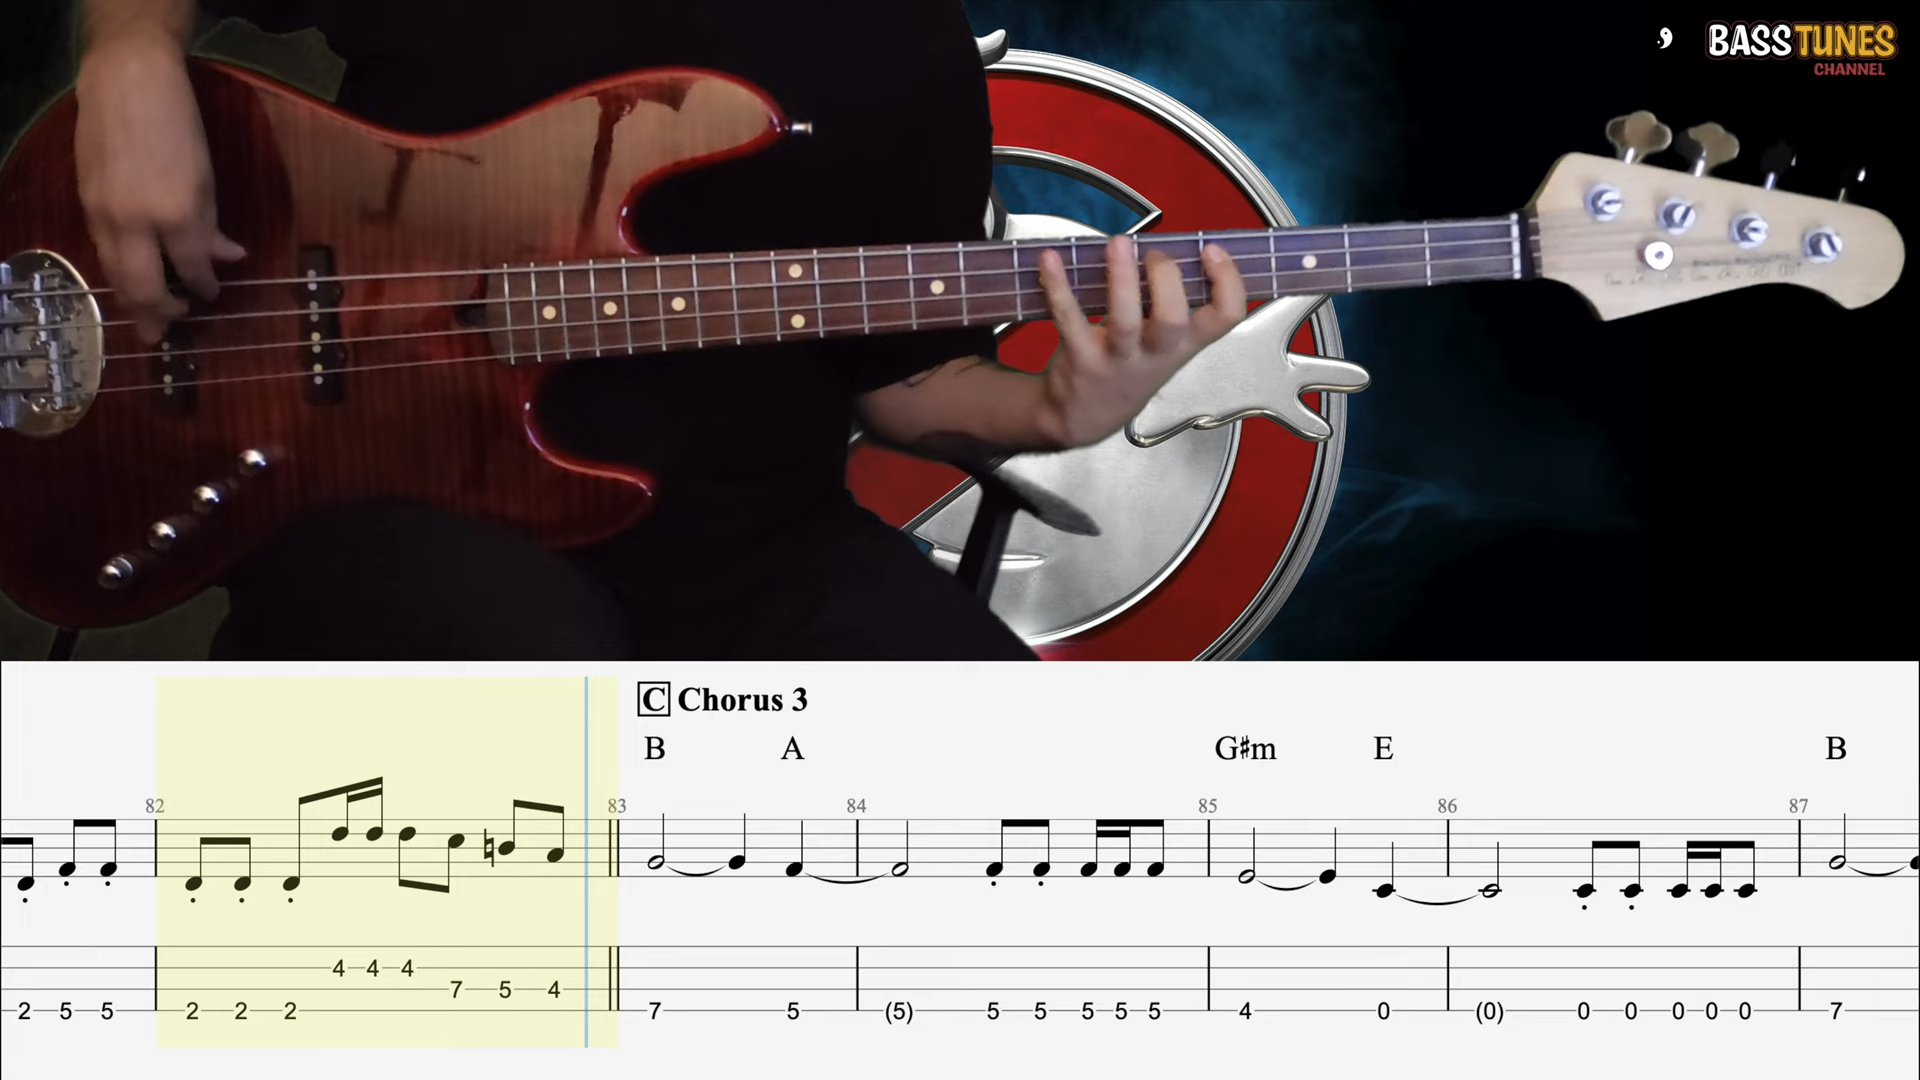 BASSTUNES
CHANNEL
C Chorus 3
B A G♯m E B
82 83 84 85 86 87
4 4 4
7 5 4
2 5 5 2 2 2 7 5 (5) 5 5 5 5 5 4 0 (0) 0 0 0 0 0 7